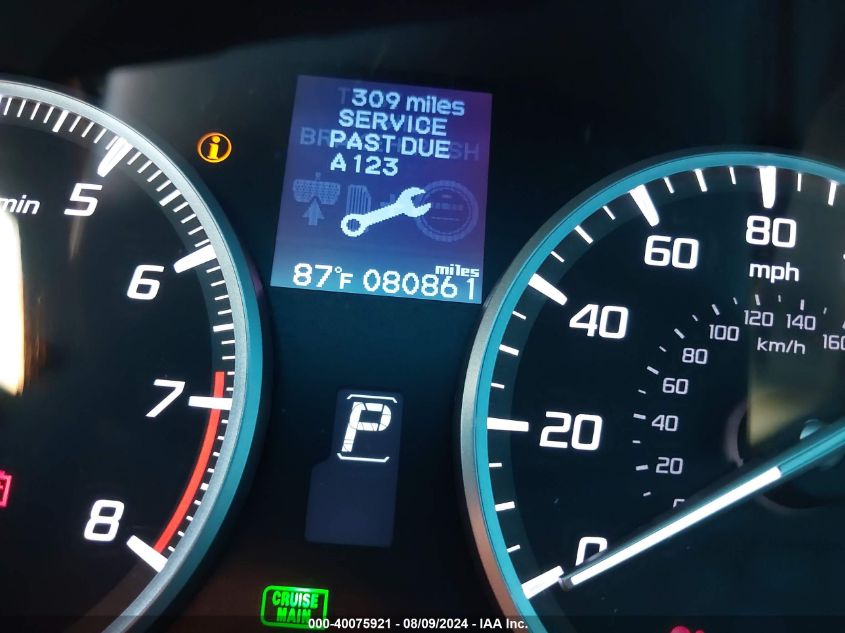 309 miles
SERVICE
PAST DUE
A123
87°F 080861 miles
min
5
6
7
8
P
CRUISE
MAIN
0
20
40
60
80
mph
0
20
40
60
80
100
120
140
160
km/h
000-40075921 - 08/09/2024 - IAA Inc.